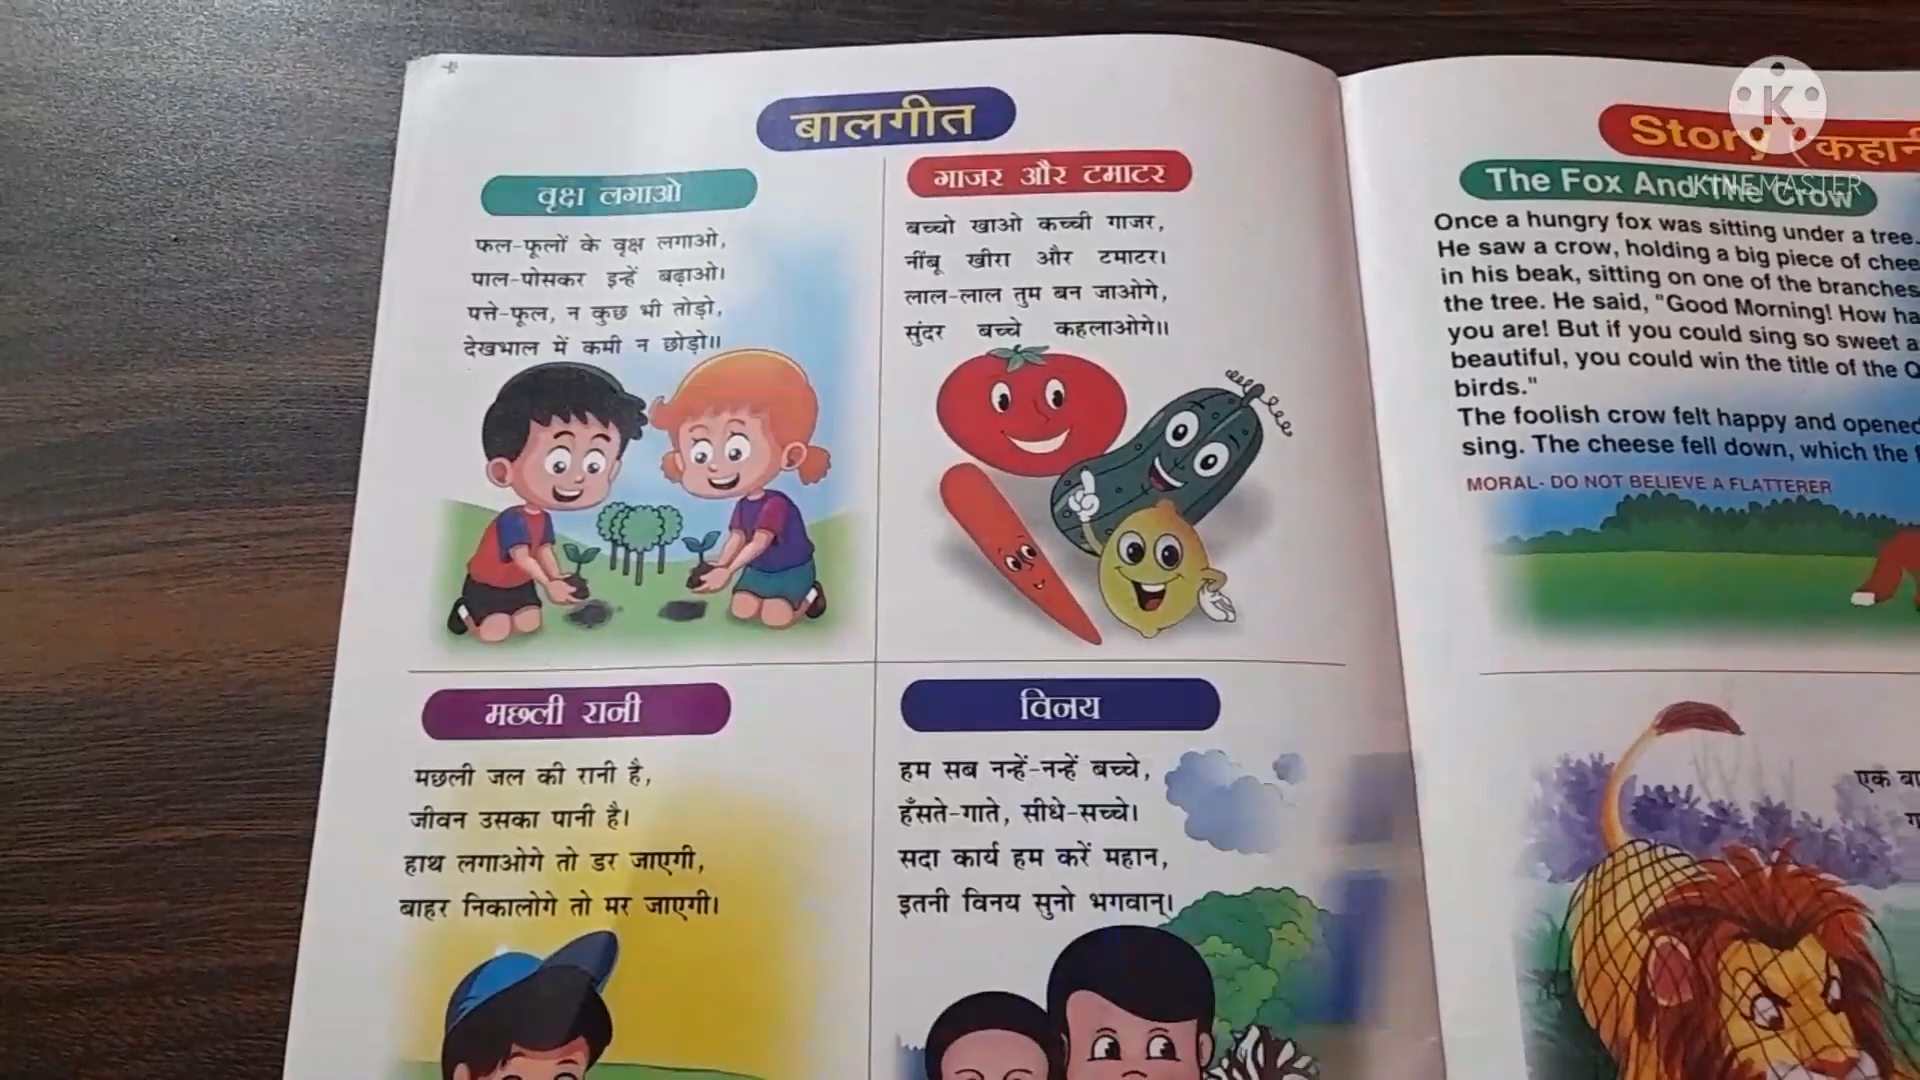 बालगीत
वृक्ष लगाओ
फल-फूलों के वृक्ष लगाओ,
पाल-पोसकर इन्हें बढ़ाओ।
पत्ते-फूल, न कुछ भी तोड़ो,
देखभाल में कमी न छोड़ो॥
गाजर और टमाटर
बच्चो खाओ कच्ची गाजर,
नींबू खीरा और टमाटर।
लाल-लाल तुम बन जाओगे,
सुंदर बच्चे कहलाओगे॥
मछली रानी
मछली जल की रानी है,
जीवन उसका पानी है।
हाथ लगाओगे तो डर जाएगी,
बाहर निकालोगे तो मर जाएगी।
विनय
हम सब नन्हें-नन्हें बच्चे,
हँसते-गाते, सीधे-सच्चे।
सदा कार्य हम करें महान,
इतनी विनय सुनो भगवान्।
Story कहानी
The Fox And The Crow
Once a hungry fox was sitting under a tree.
He saw a crow, holding a big piece of chee
in his beak, sitting on one of the branches
the tree. He said, "Good Morning! How ha
you are! But if you could sing so sweet a
beautiful, you could win the title of the Q
birds."
The foolish crow felt happy and opened
sing. The cheese fell down, which the
MORAL- DO NOT BELIEVE A FLATTERER
एक
K
KINEMASTER